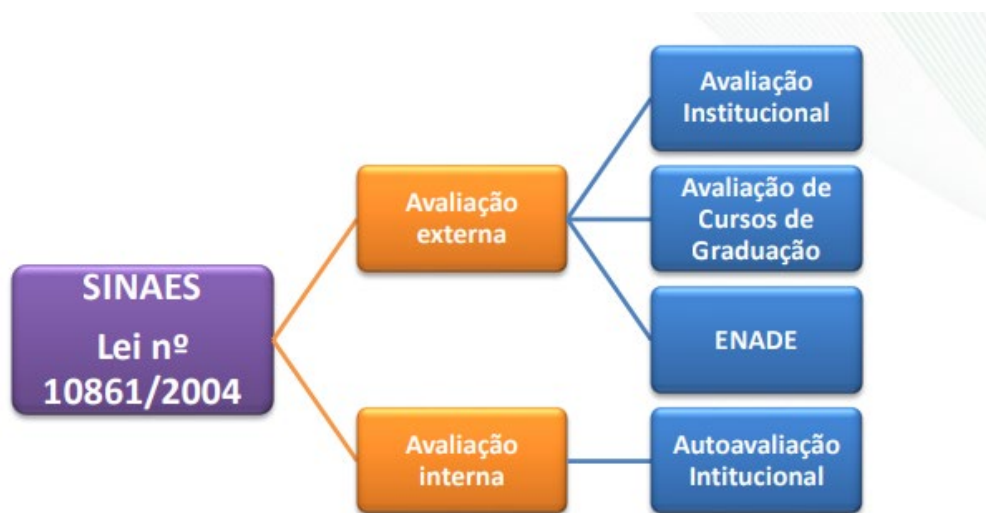 SINAES
Lei nº
10861/2004
Avaliação
externa
Avaliação
interna
Avaliação
Institucional
Avaliação de
Cursos de
Graduação
ENADE
Autoavaliação
Intitucional